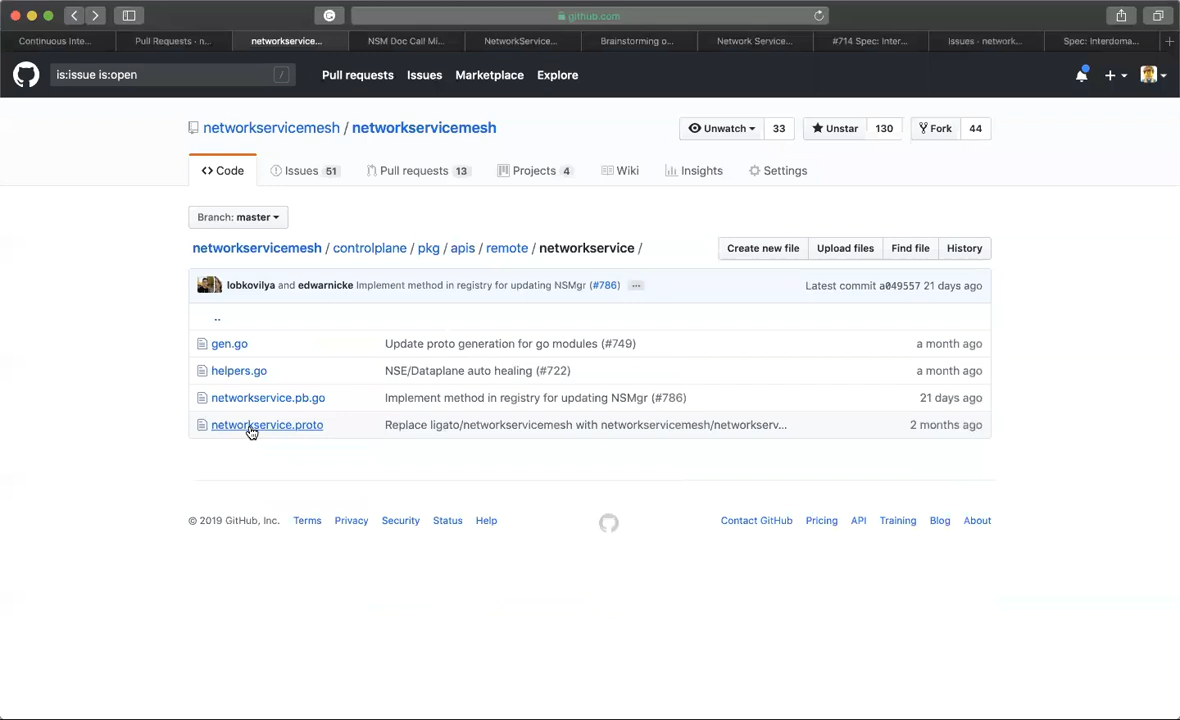 github.com
Continuous Inte...
Pull Requests · n...
networkservice...
NSM Doc Call Mi...
NetworkService...
Brainstorming o...
Network Service...
#714 Spec: Inter...
Issues · network...
Spec: Interdoma...
is:issue is:open
/
Pull requests
Issues
Marketplace
Explore
networkservicemesh / networkservicemesh
Unwatch 33
Unstar 130
Fork 44
Code
Issues 51
Pull requests 13
Projects 4
Wiki
Insights
Settings
Branch: master
networkservicemesh / controlplane / pkg / apis / remote / networkservice /
Create new file
Upload files
Find file
History
lobkovilya and edwarnicke Implement method in registry for updating NSMgr (#786) ...
Latest commit a049557 21 days ago
..
gen.go Update proto generation for go modules (#749) a month ago
helpers.go NSE/Dataplane auto healing (#722) a month ago
networkservice.pb.go Implement method in registry for updating NSMgr (#786) 21 days ago
networkservice.proto Replace ligato/networkservicemesh with networkservicemesh/networkserv... 2 months ago
© 2019 GitHub, Inc. Terms Privacy Security Status Help
Contact GitHub Pricing API Training Blog About